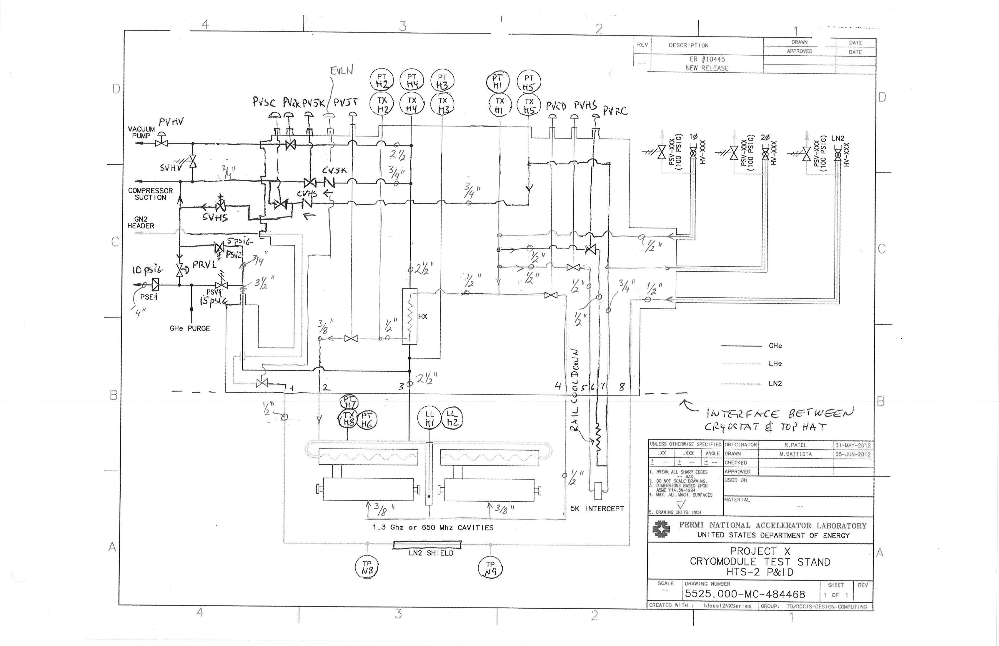 4
3
2
1
REV
DESCRIPTION
DRAWN
DATE
APPROVED
DATE
--
ER #10445
NEW RELEASE
D
D
EVLN
PT
H2
PT
H4
PT
H3
PT
H1
PT
H5
TX
H2
TX
H4
TX
H3
TX
H1
TX
H5
PVSC
PV2K
PV5K
PVJT
PVCD
PVHS
PVRC
PVHV
VACUUM
PUMP
SVHV
3/4"
2 1/2
3/4"
CV5K
COMPRESSOR
SUCTION
CVHS
3/4"
SVHS
GN2
HEADER
PSV-XXX
(100 PSIG)
1Ø
HV-XXX
PSV-XXX
(100 PSIG)
2Ø
HV-XXX
PSV-XXX
(100 PSIG)
LN2
HV-XXX
C
C
5psig
PSV2
3/4"
PRV1
10psig
3 1/2"
PSE1
PSV1
15psig
4"
GHe PURGE
2 1/2"
1/2"
1/2"
1/2"
1/2"
1/2"
1/2"
3/4"
1/2"
HX
3/8"
1/2"
GHe
LHe
LN2
RAIL COOLDOWN
2 1/2"
1
2
3
4
5
6
7
8
B
B
1/2"
PT
H7
TX
H8
PT
H6
LL
H1
LL
H2
INTERFACE BETWEEN
CRYOSTAT & TOP HAT
1/2"
3/8"
3/8"
5K INTERCEPT
1.3 Ghz or 650 Mhz CAVITIES
LN2 SHIELD
TP
N8
TP
N9
A
A
UNLESS OTHERWISE SPECIFIED
ORIGINATOR
R.PATEL
31-MAY-2012
.XX
.XXX
ANGLE
DRAWN
M.BATTISTA
05-JUN-2012
± --
± --
± --
CHECKED
APPROVED
1. BREAK ALL SHARP EDGES
-- MAX.
2. DO NOT SCALE DRAWING.
3. DIMENSIONS BASED UPON
ASME Y14.5M-1994
4. MAX. ALL MACH. SURFACES
--
5. DRAWING UNITS: INCH
USED ON
MATERIAL
--
FERMI NATIONAL ACCELERATOR LABORATORY
UNITED STATES DEPARTMENT OF ENERGY
PROJECT X
CRYOMODULE TEST STAND
HTS-2 P&ID
SCALE
--
DRAWING NUMBER
5525.000-MC-484468
SHEET
1 OF 1
REV
CREATED WITH : Ideas12NXSeries
GROUP: TD/DDCIS-DESIGN-COMPUTING
4
3
2
1